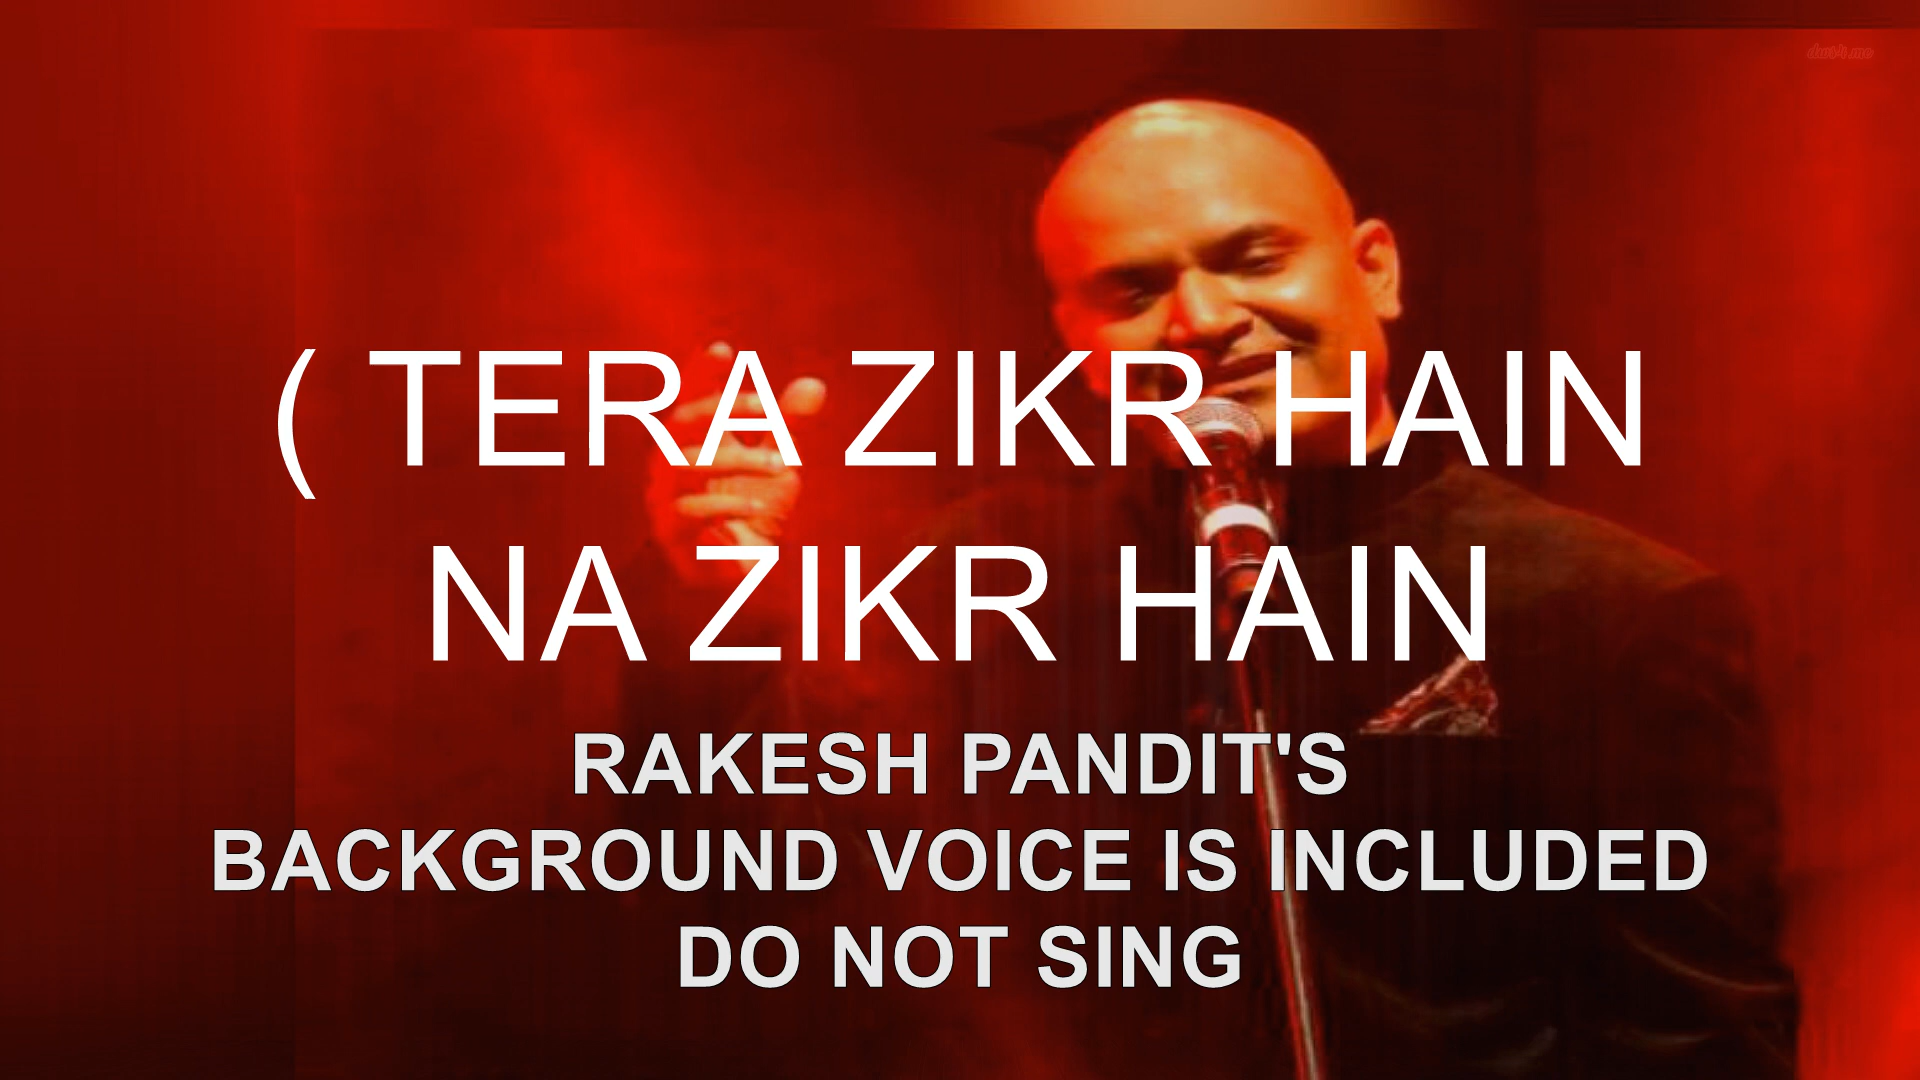 ( TERA ZIKR HAIN
NA ZIKR HAIN
RAKESH PANDIT'S
BACKGROUND VOICE IS INCLUDED
DO NOT SING